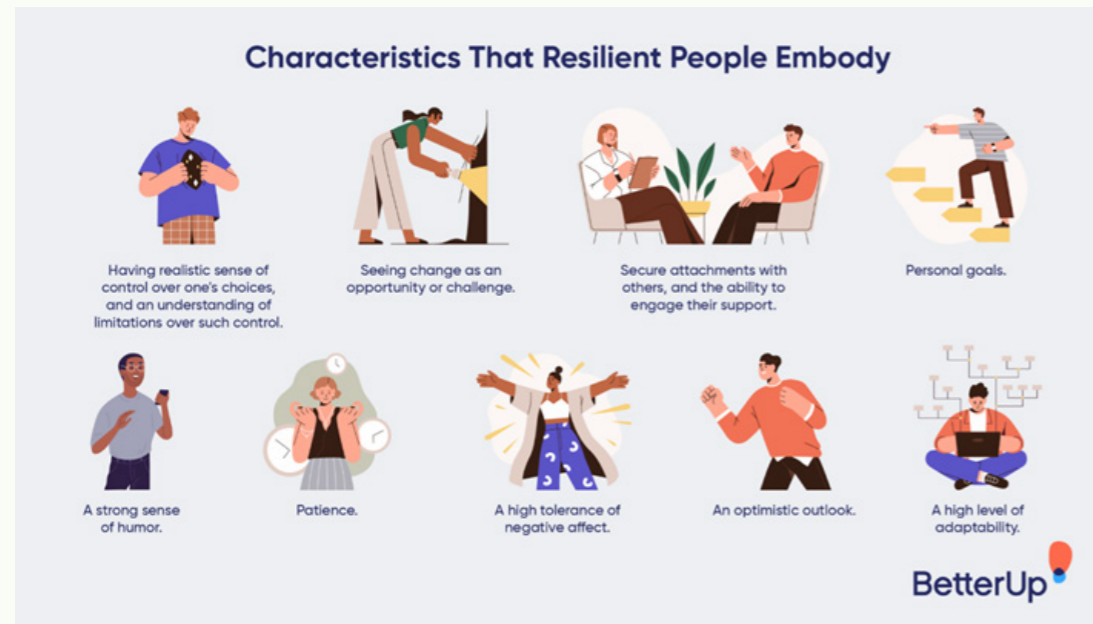 Characteristics That Resilient People Embody
Having realistic sense of
control over one's choices,
and an understanding of
limitations over such control.
Seeing change as an
opportunity or challenge.
Secure attachments with
others, and the ability to
engage their support.
Personal goals.
A strong sense
of humor.
Patience.
A high tolerance of
negative affect.
An optimistic outlook.
A high level of
adaptability.
BetterUp